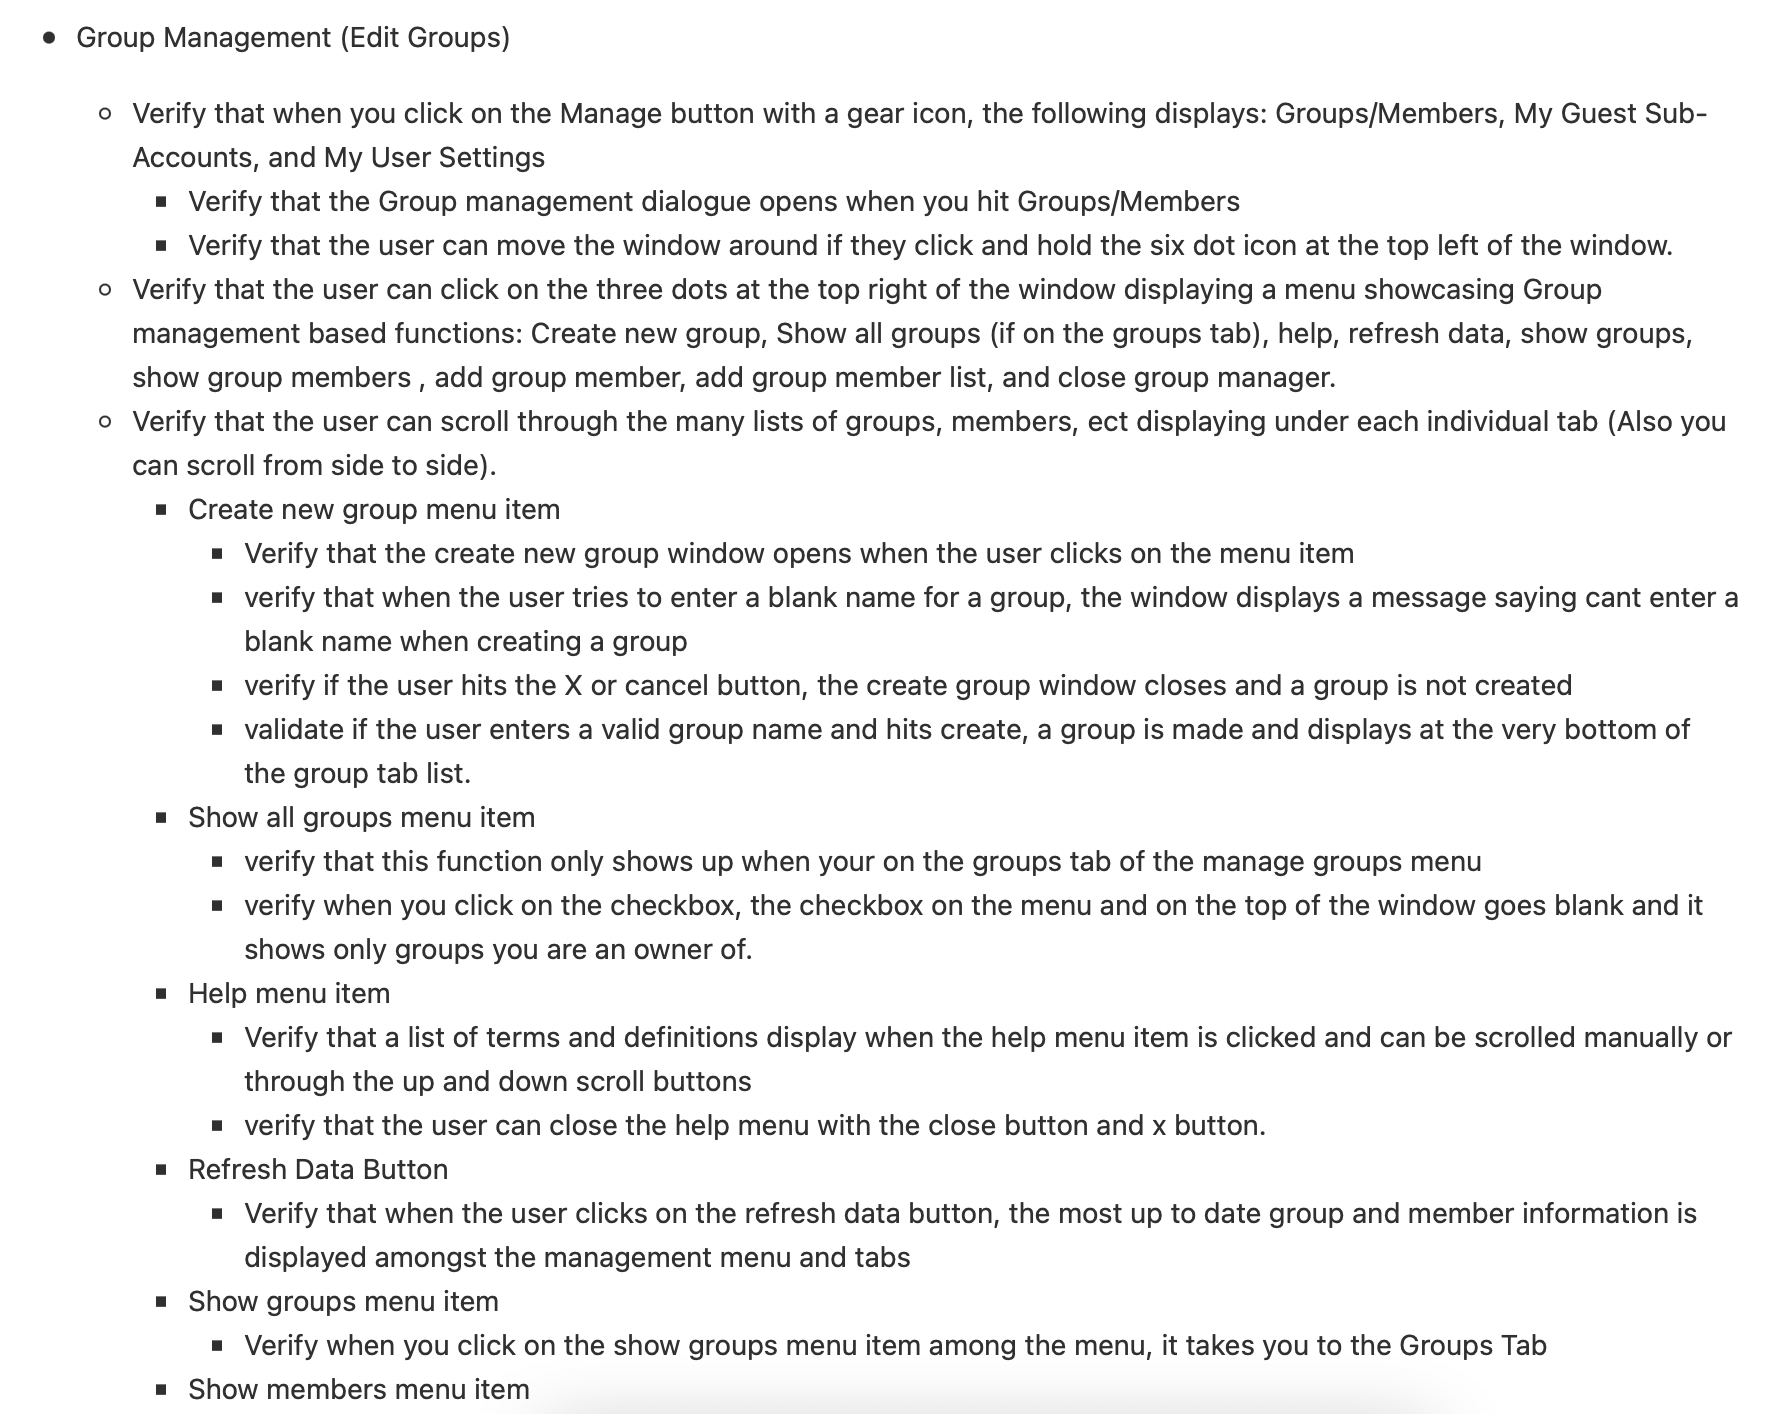 Group Management (Edit Groups)
Verify that when you click on the Manage button with a gear icon, the following displays: Groups/Members, My Guest Sub-
Accounts, and My User Settings
Verify that the Group management dialogue opens when you hit Groups/Members
Verify that the user can move the window around if they click and hold the six dot icon at the top left of the window.
Verify that the user can click on the three dots at the top right of the window displaying a menu showcasing Group
management based functions: Create new group, Show all groups (if on the groups tab), help, refresh data, show groups,
show group members , add group member, add group member list, and close group manager.
Verify that the user can scroll through the many lists of groups, members, ect displaying under each individual tab (Also you
can scroll from side to side).
Create new group menu item
Verify that the create new group window opens when the user clicks on the menu item
verify that when the user tries to enter a blank name for a group, the window displays a message saying cant enter a
blank name when creating a group
verify if the user hits the X or cancel button, the create group window closes and a group is not created
validate if the user enters a valid group name and hits create, a group is made and displays at the very bottom of
the group tab list.
Show all groups menu item
verify that this function only shows up when your on the groups tab of the manage groups menu
verify when you click on the checkbox, the checkbox on the menu and on the top of the window goes blank and it
shows only groups you are an owner of.
Help menu item
Verify that a list of terms and definitions display when the help menu item is clicked and can be scrolled manually or
through the up and down scroll buttons
verify that the user can close the help menu with the close button and x button.
Refresh Data Button
Verify that when the user clicks on the refresh data button, the most up to date group and member information is
displayed amongst the management menu and tabs
Show groups menu item
Verify when you click on the show groups menu item among the menu, it takes you to the Groups Tab
Show members menu item